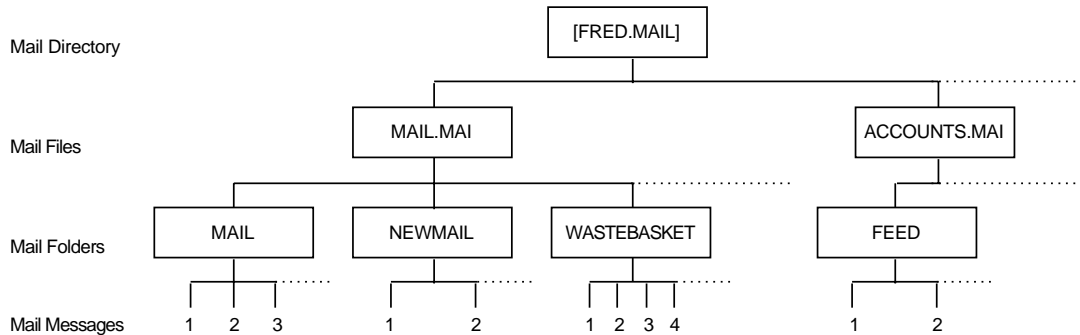 [FRED.MAIL]
Mail Directory
MAIL.MAI
ACCOUNTS.MAI
Mail Files
MAIL
NEWMAIL
WASTEBASKET
FEED
Mail Folders
Mail Messages
1 2 3
1 2
1 2 3 4
1 2